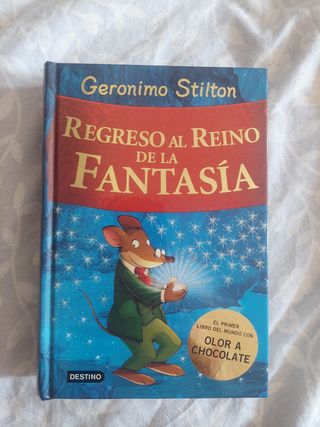 Geronimo Stilton
REGRESO AL REINO
DE LA
FANTASÍA
EL PRIMER
LIBRO DEL MUNDO CON
OLOR A
CHOCOLATE
DESTINO